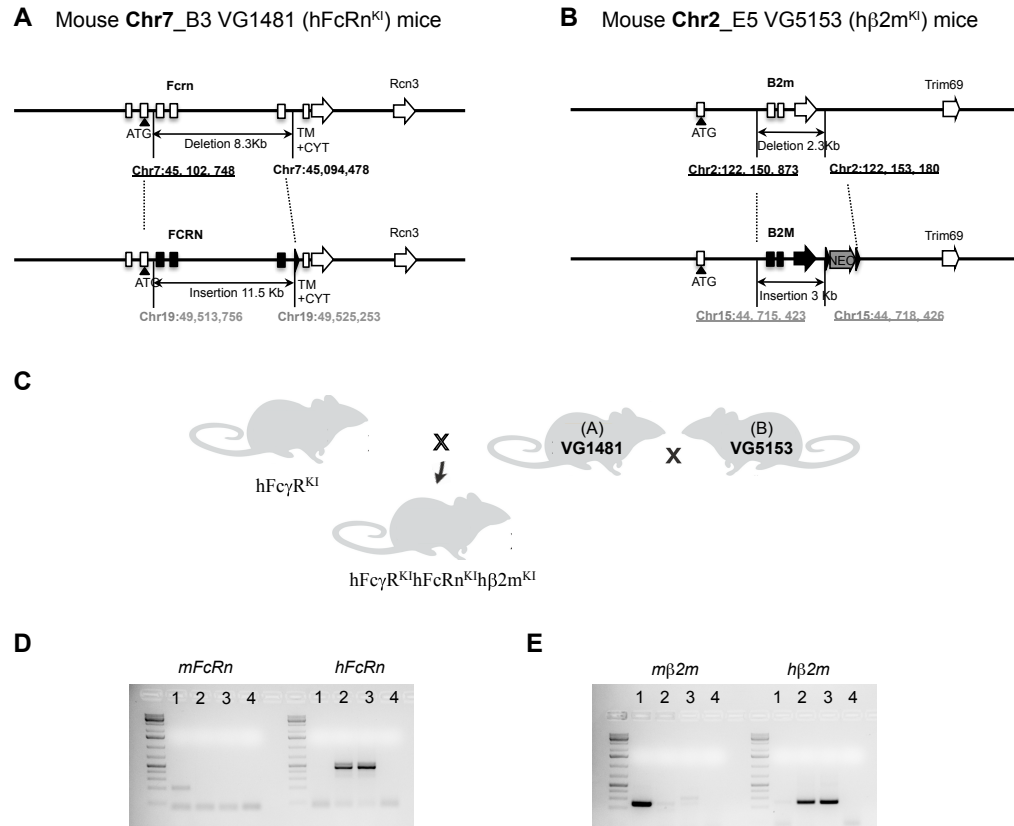 A Mouse Chr7_B3 VG1481 (hFcRnᴷᴵ) mice
Fcrn
Rcn3
ATG
Deletion 8.3Kb
TM
+CYT
Chr7:45, 102, 748
Chr7:45,094,478
FCRN
Rcn3
ATG
Insertion 11.5 Kb
TM
+CYT
Chr19:49,513,756
Chr19:49,525,253
B Mouse Chr2_E5 VG5153 (hβ2mᴷᴵ) mice
B2m
Trim69
ATG
Deletion 2.3Kb
Chr2:122, 150, 873
Chr2:122, 153, 180
B2M
Trim69
NEO
ATG
Insertion 3 Kb
Chr15:44, 715, 423
Chr15:44, 718, 426
C
hFcγRᴷᴵ
X
(A)
VG1481
X
(B)
VG5153
hFcγRᴷᴵhFcRnᴷᴵhβ2mᴷᴵ
D
mFcRn hFcRn
1 2 3 4 1 2 3 4
E
mβ2m hβ2m
1 2 3 4 1 2 3 4